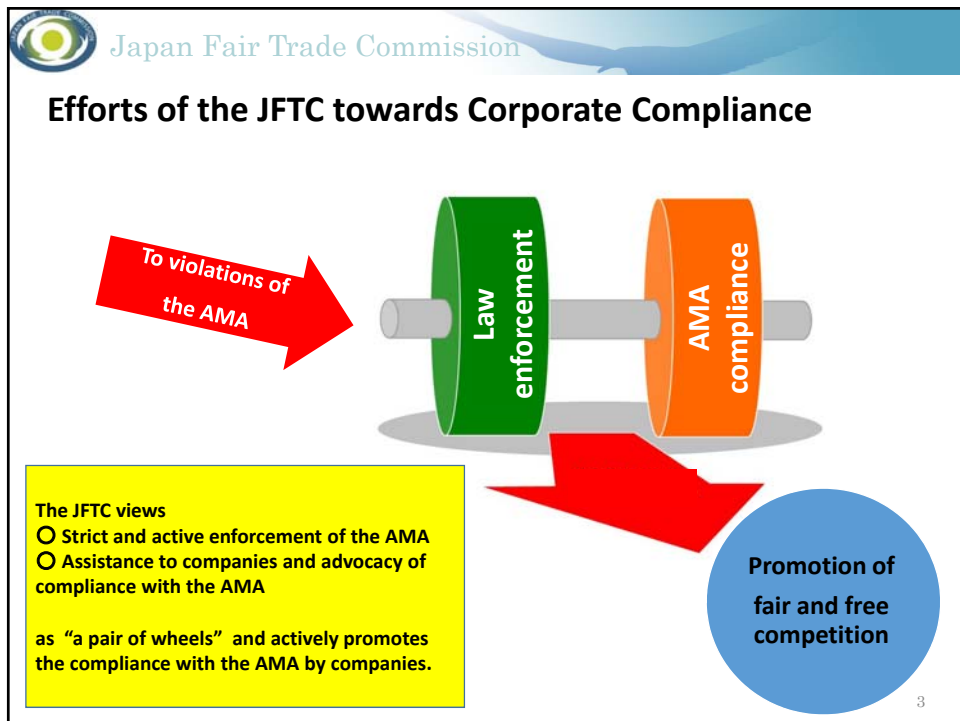 Japan Fair Trade Commission
Efforts of the JFTC towards Corporate Compliance
To violations of
the AMA
Law
enforcement
AMA
compliance
The JFTC views
○ Strict and active enforcement of the AMA
○ Assistance to companies and advocacy of
compliance with the AMA
as “a pair of wheels” and actively promotes
the compliance with the AMA by companies.
Promotion of
fair and free
competition
3